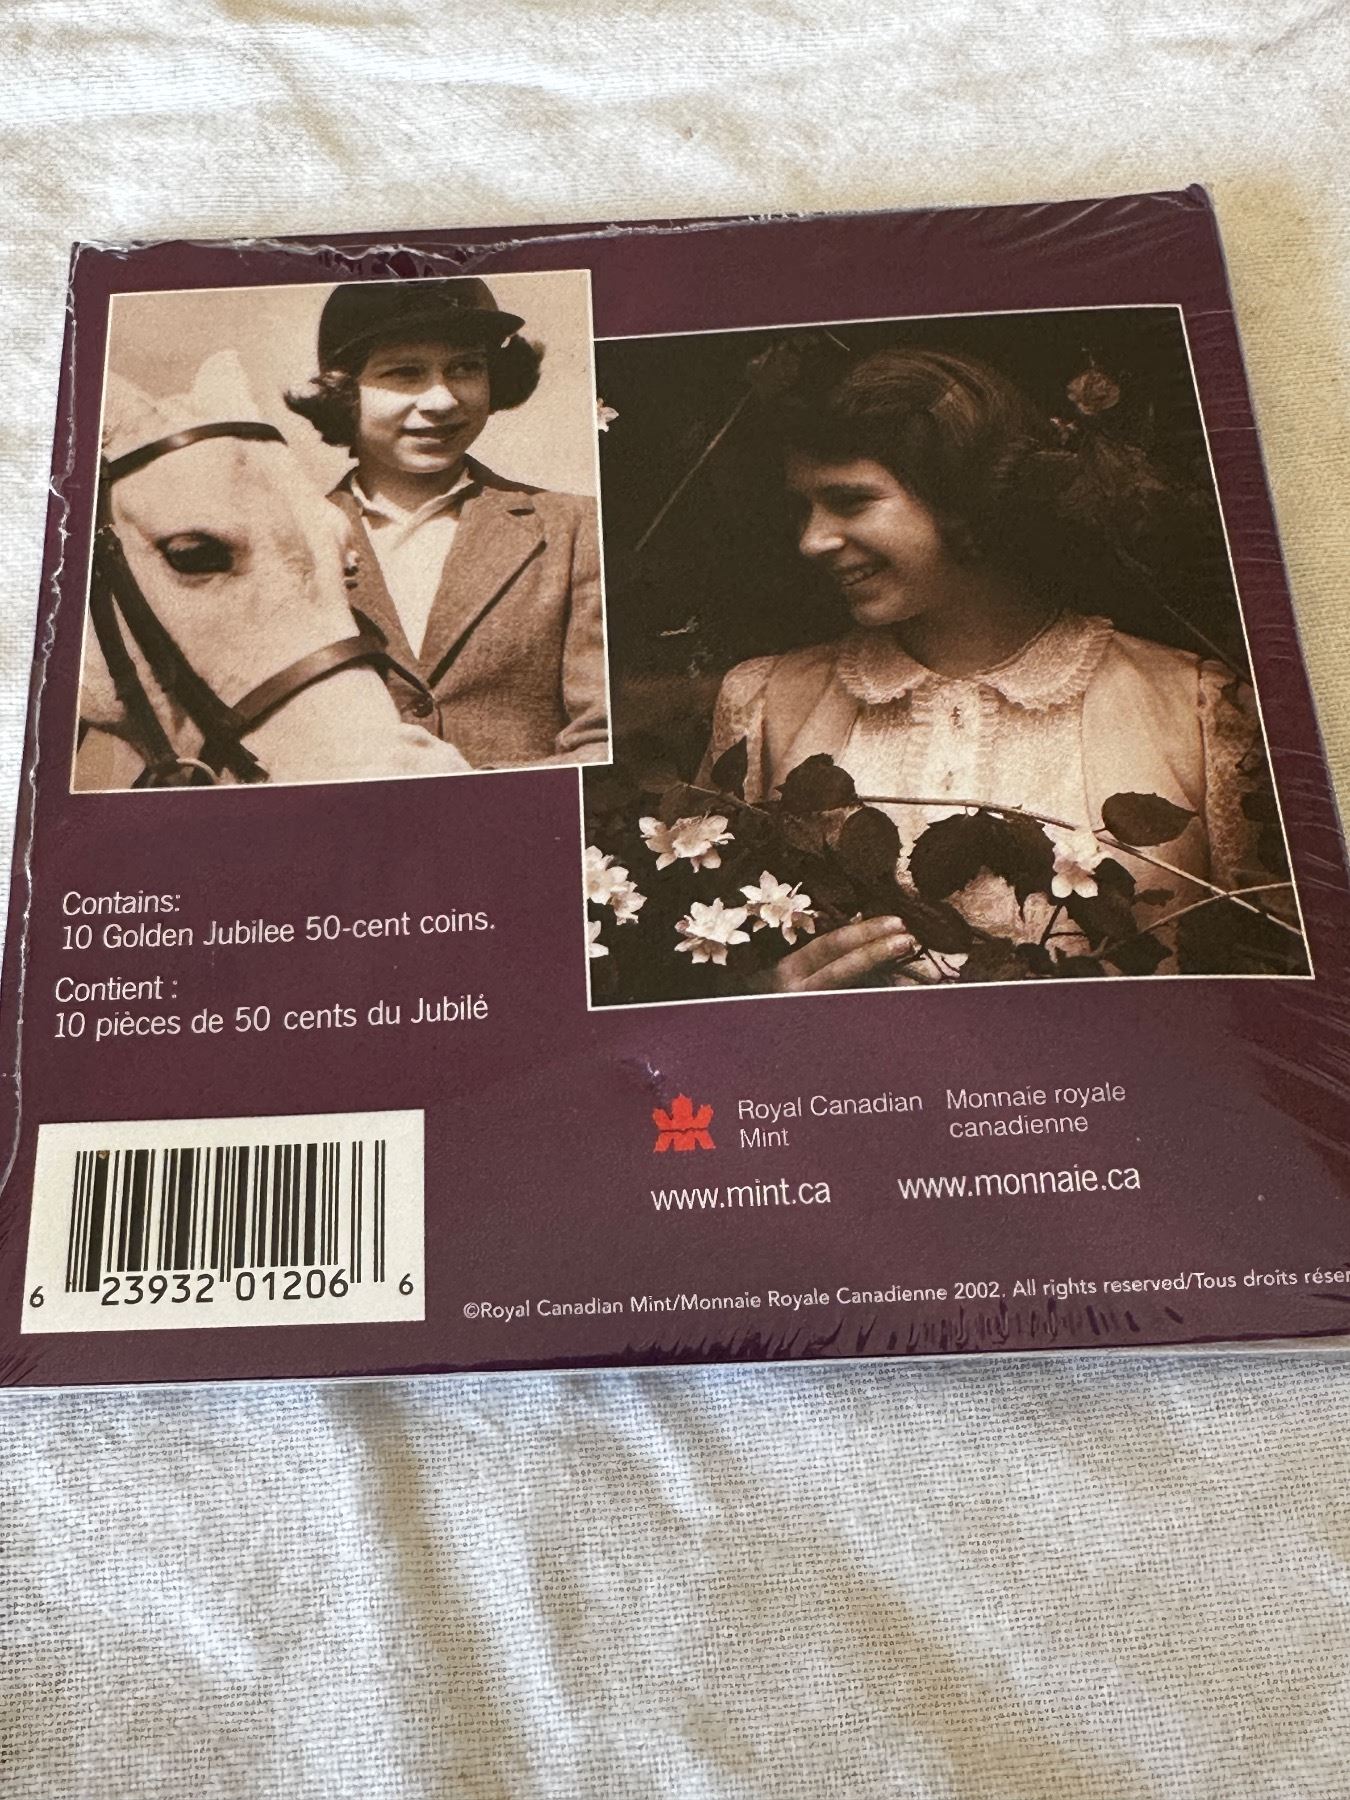 Contains:
10 Golden Jubilee 50-cent coins.
Contient :
10 pièces de 50 cents du Jubilé
Royal Canadian
Mint
Monnaie royale
canadienne
www.mint.ca
www.monnaie.ca
6 23932 01206 6
©Royal Canadian Mint/Monnaie Royale Canadienne 2002. All rights reserved/Tous droits réser